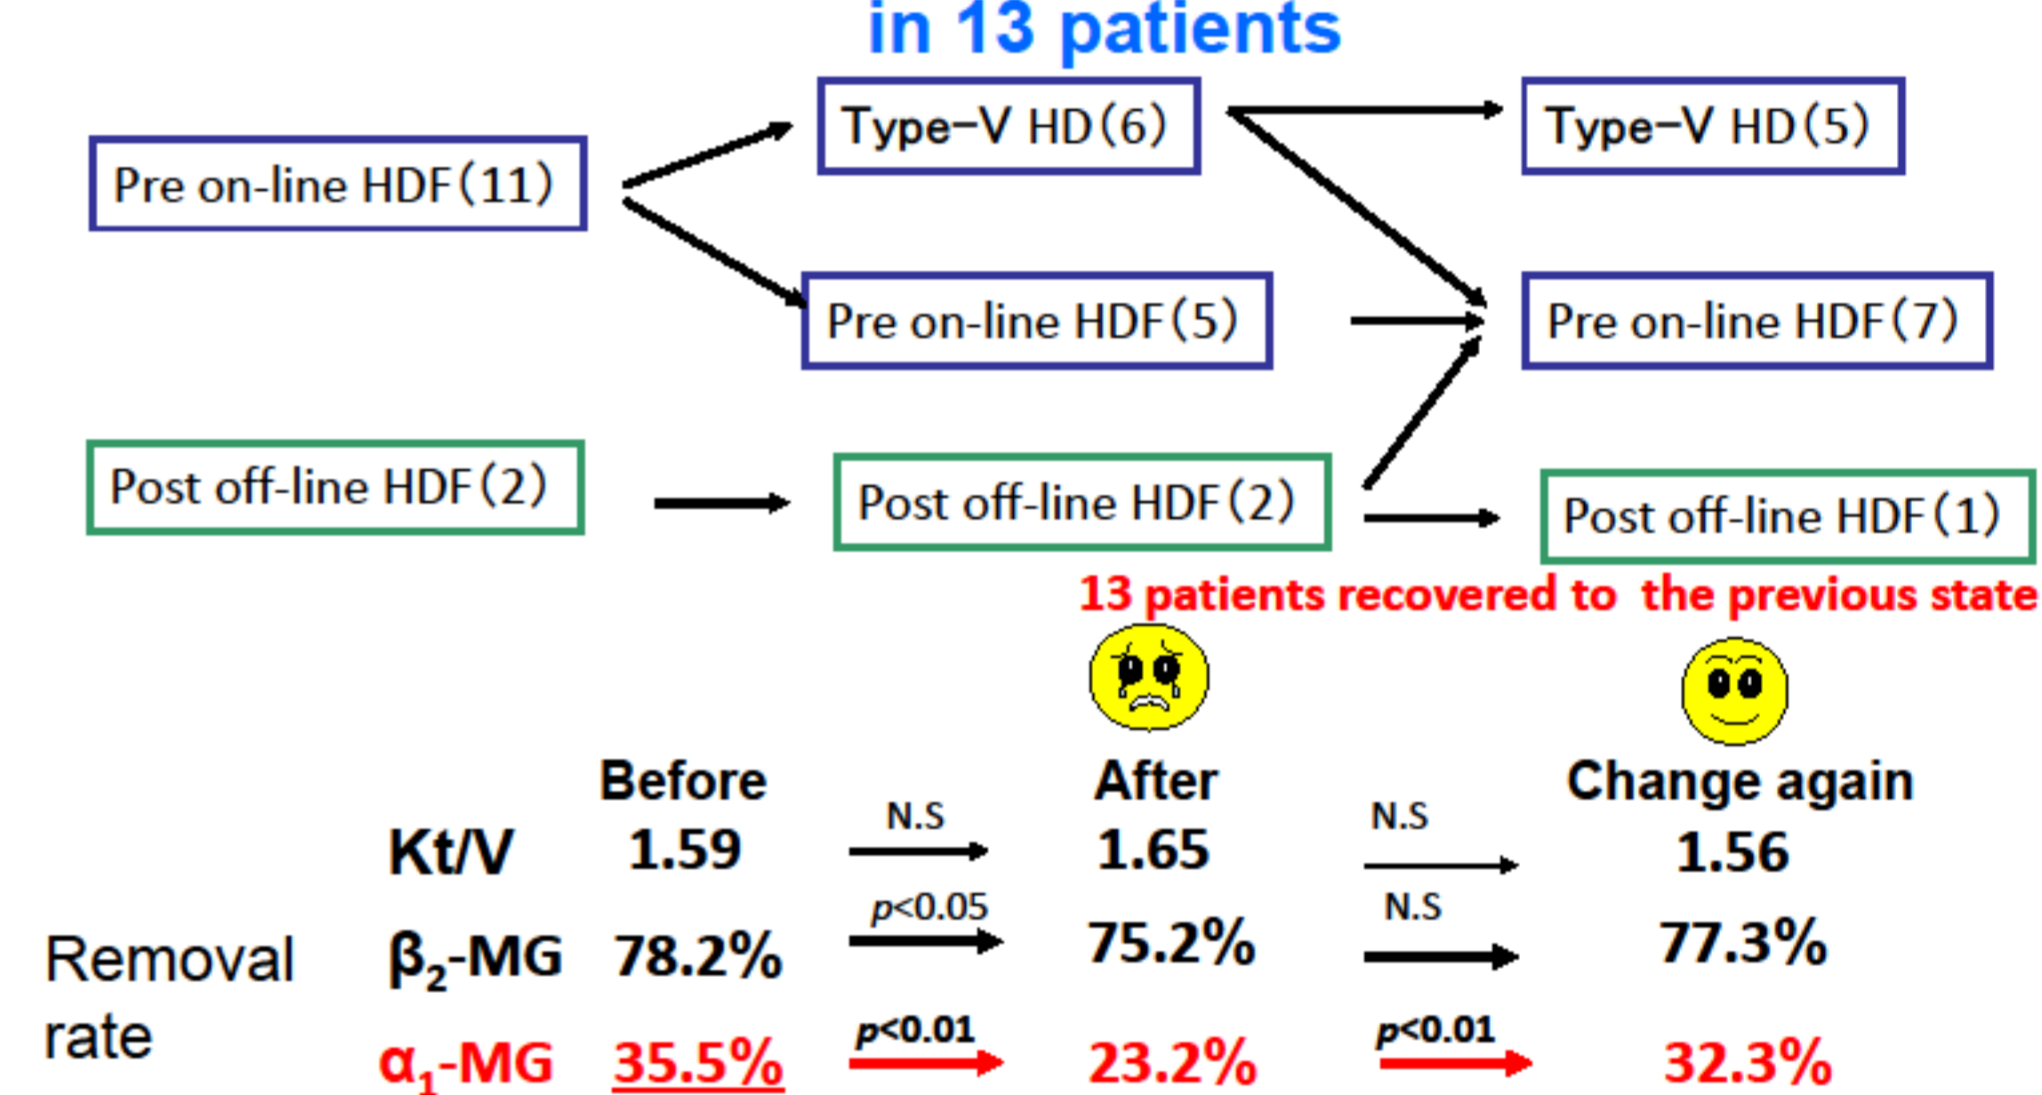 in 13 patients
Pre on-line HDF(11)
Type-V HD(6)
Type-V HD(5)
Pre on-line HDF(5)
Pre on-line HDF(7)
Post off-line HDF(2)
Post off-line HDF(2)
Post off-line HDF(1)
13 patients recovered to the previous state
Before After Change again
Kt/V 1.59 N.S 1.65 N.S 1.56
Removal rate
β₂-MG 78.2% p<0.05 75.2% N.S 77.3%
α₁-MG 35.5% p<0.01 23.2% p<0.01 32.3%